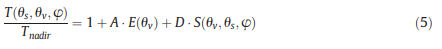 T(θs, θv, φ) / Tnadir = 1 + A · E(θv) + D · S(θv, θs, φ) (5)